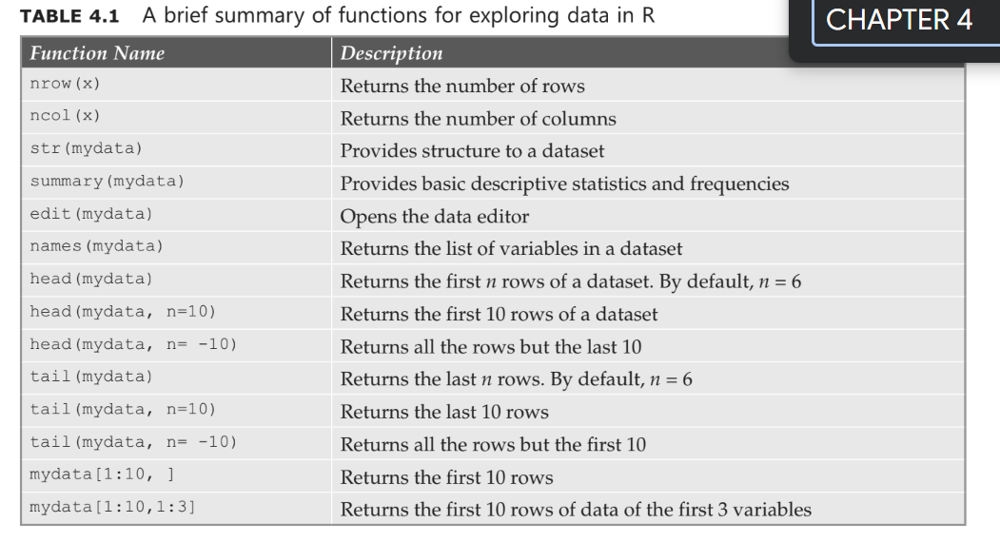 TABLE 4.1 A brief summary of functions for exploring data in R
CHAPTER 4
Function Name Description
nrow(x) Returns the number of rows
ncol(x) Returns the number of columns
str(mydata) Provides structure to a dataset
summary(mydata) Provides basic descriptive statistics and frequencies
edit(mydata) Opens the data editor
names(mydata) Returns the list of variables in a dataset
head(mydata) Returns the first n rows of a dataset. By default, n = 6
head(mydata, n=10) Returns the first 10 rows of a dataset
head(mydata, n= -10) Returns all the rows but the last 10
tail(mydata) Returns the last n rows. By default, n = 6
tail(mydata, n=10) Returns the last 10 rows
tail(mydata, n= -10) Returns all the rows but the first 10
mydata[1:10, ] Returns the first 10 rows
mydata[1:10,1:3] Returns the first 10 rows of data of the first 3 variables